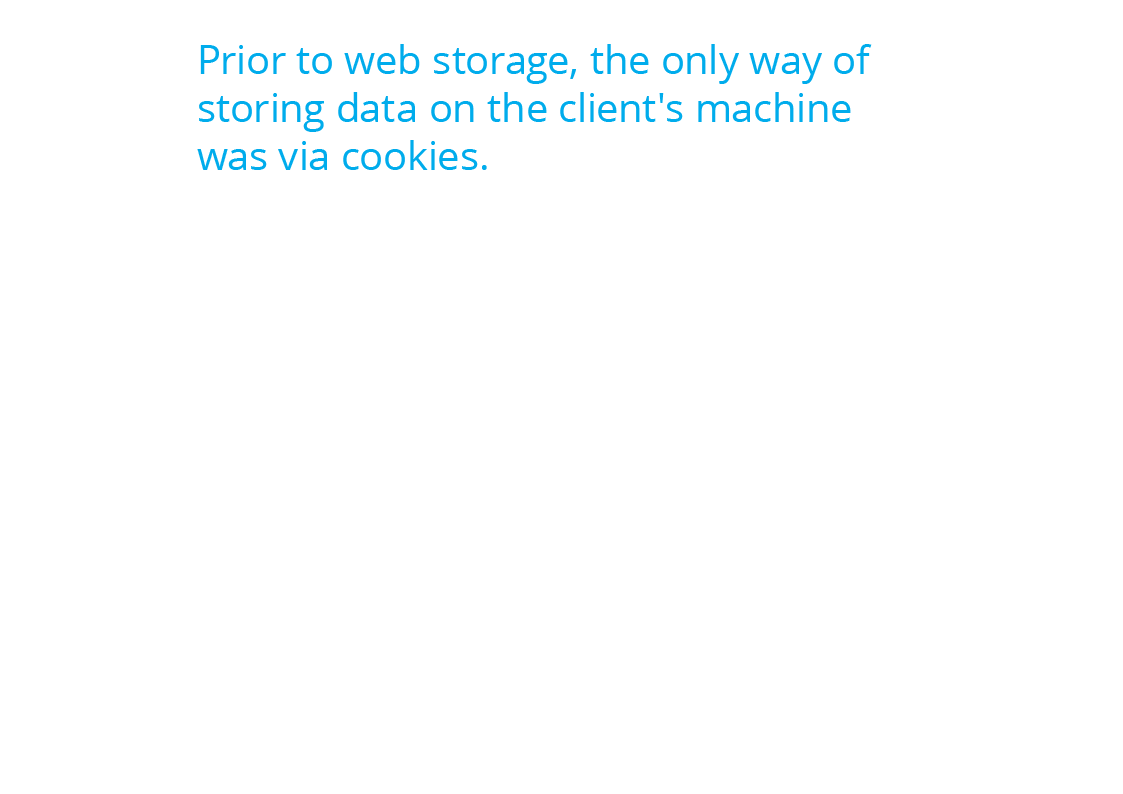 Prior to web storage, the only way of
storing data on the client's machine
was via cookies.